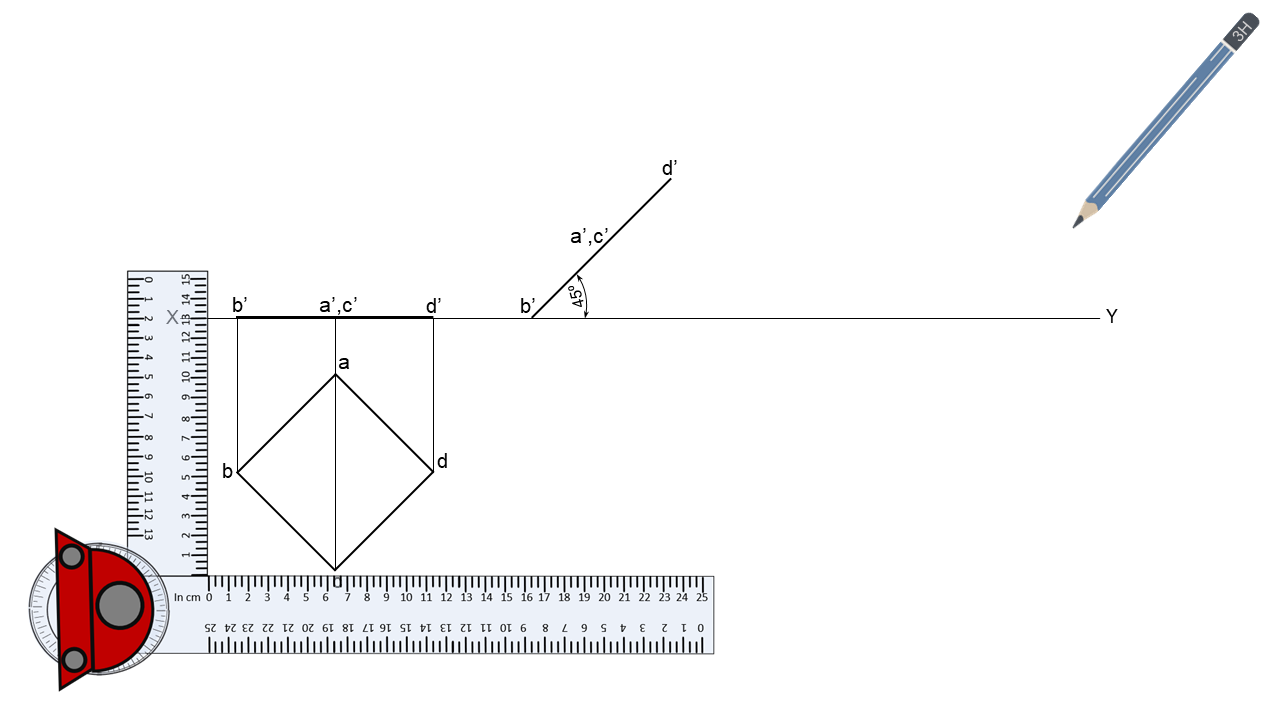 3H
d’
a’,c’
45º
b’
b’
a’,c’
d’
X
Y
a
b
d
0 1 2 3 4 5 6 7 8 9 10 11 12 13
15 14 13 12 11 10 9 8 7 6 5 4 3 2 1
In cm 0 1 2 3 4 5 6 7 8 9 10 11 12 13 14 15 16 17 18 19 20 21 22 23 24 25
25 24 23 22 21 20 19 18 17 16 15 14 13 12 11 10 9 8 7 6 5 4 3 2 1 0